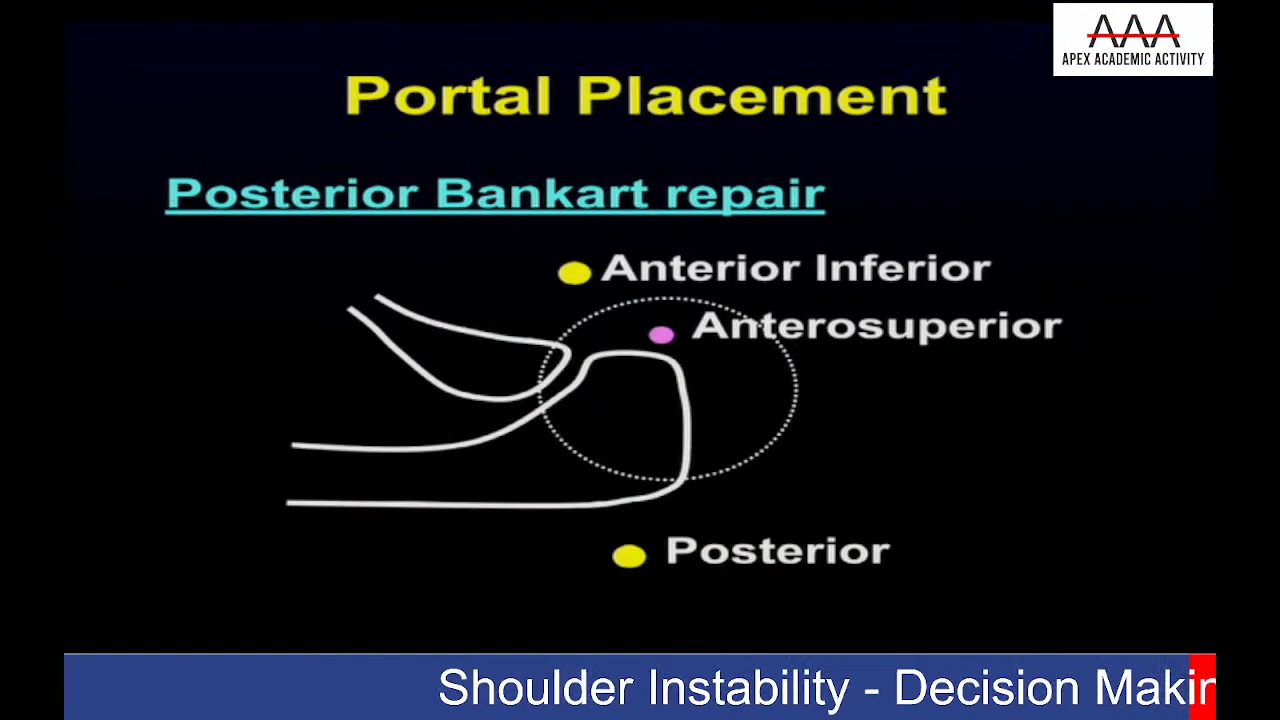 AAA
APEX ACADEMIC ACTIVITY
Portal Placement
Posterior Bankart repair
Anterior Inferior
Anterosuperior
Posterior
Shoulder Instability - Decision Makin